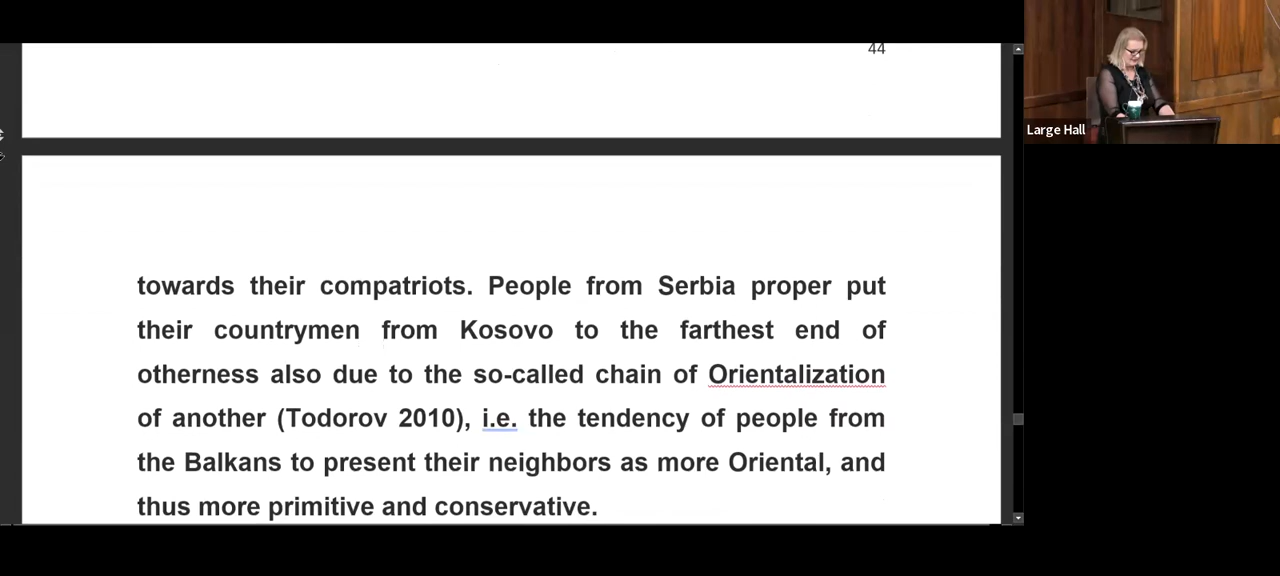 44
Large Hall
towards their compatriots. People from Serbia proper put
their countrymen from Kosovo to the farthest end of
otherness also due to the so-called chain of Orientalization
of another (Todorov 2010), i.e. the tendency of people from
the Balkans to present their neighbors as more Oriental, and
thus more primitive and conservative.